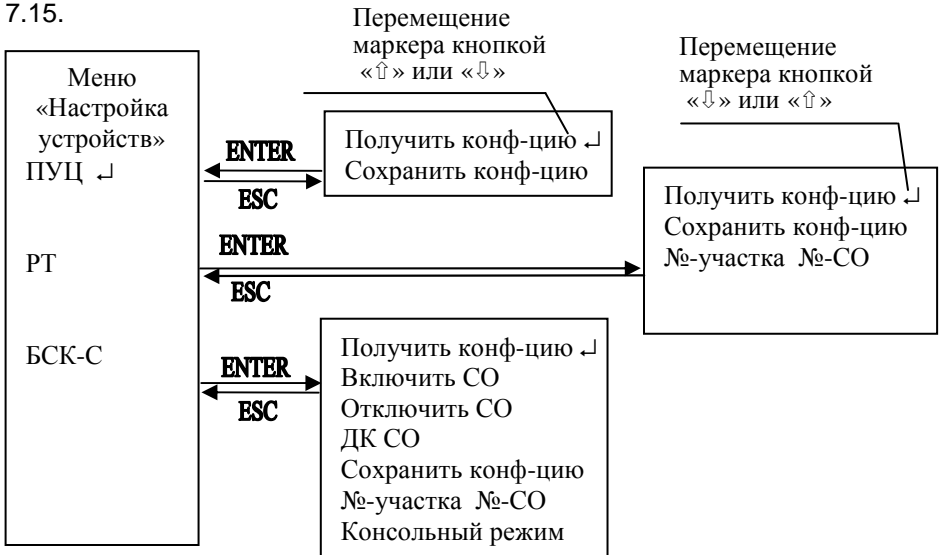 7.15.
Перемещение
маркера кнопкой
«⇧» или «⇩»
Перемещение
маркера кнопкой
«⇩» или «⇧»
Меню
«Настройка
устройств»
ПУЦ ↵
ENTER
ESC
Получить конф-цию ↵
Сохранить конф-цию
РТ
ENTER
ESC
Получить конф-цию ↵
Сохранить конф-цию
№-участка №-СО
БСК-С
ENTER
ESC
Получить конф-цию ↵
Включить СО
Отключить СО
ДК СО
Сохранить конф-цию
№-участка №-СО
Консольный режим